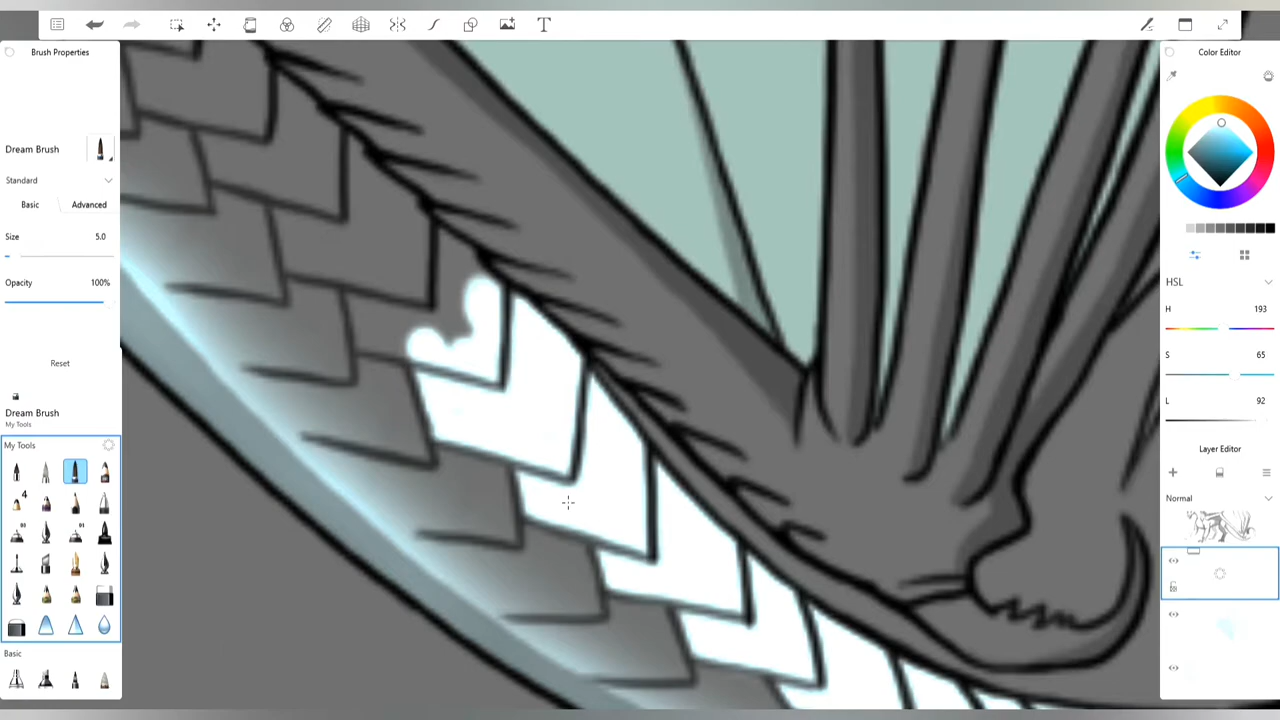 T
Brush Properties
Color Editor
Dream Brush
Standard
Basic
Advanced
Size
5.0
Opacity
100%
Reset
Dream Brush
My Tools
My Tools
4
Basic
HSL
H
193
S
65
L
92
Layer Editor
Normal